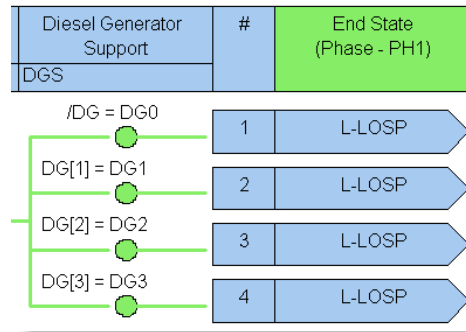 Diesel Generator
Support
#
End State
(Phase - PH1)
DGS
/DG = DG0
1
L-LOSP
DG[1] = DG1
2
L-LOSP
DG[2] = DG2
3
L-LOSP
DG[3] = DG3
4
L-LOSP